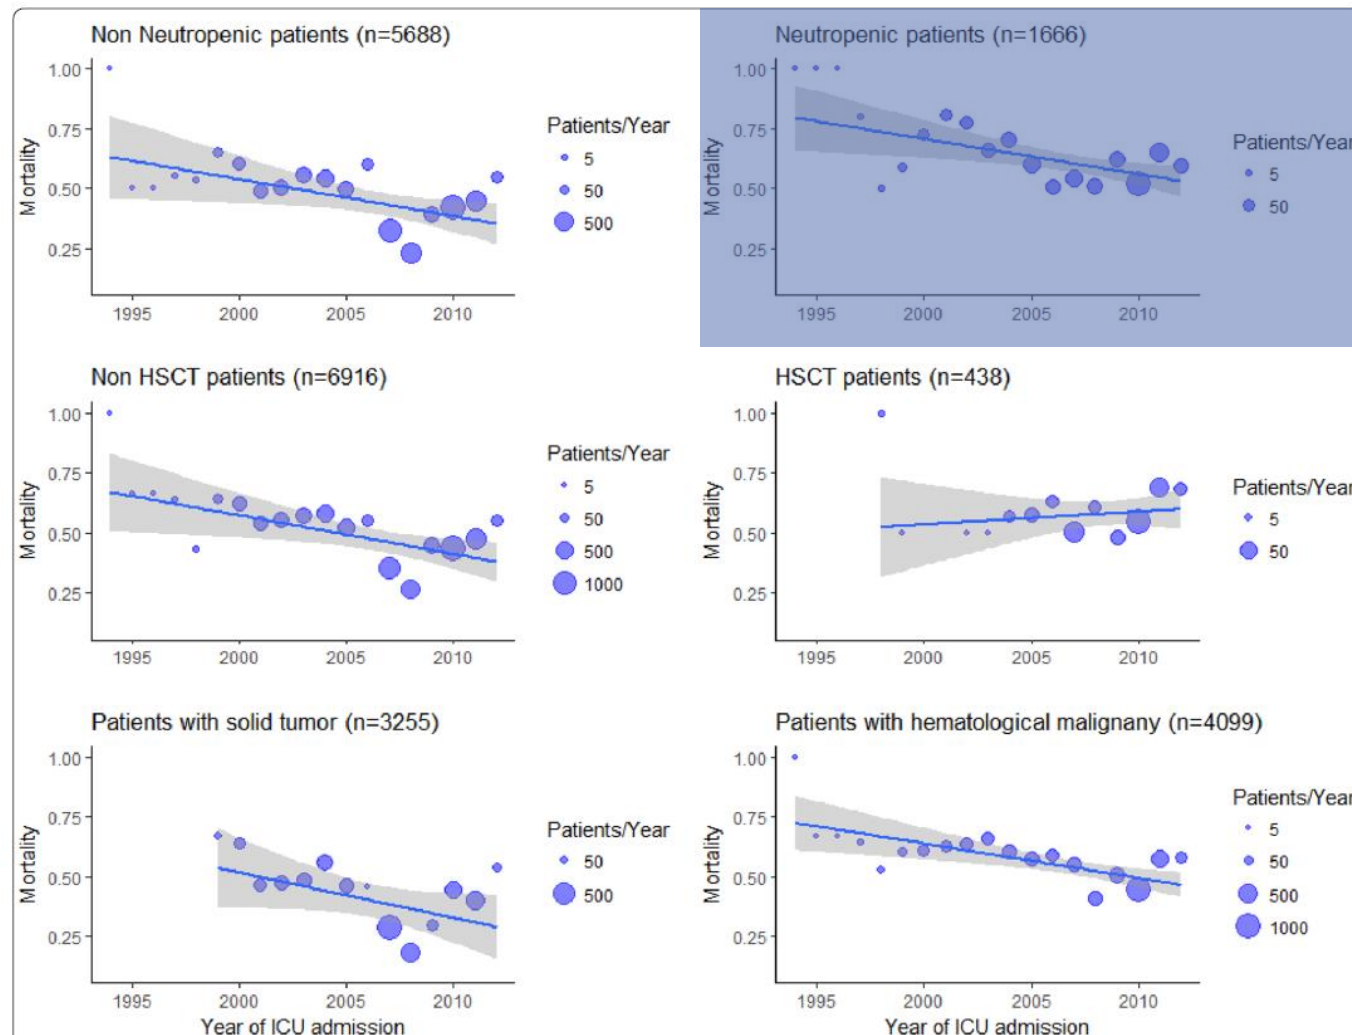 Non Neutropenic patients (n=5688)
1.00
0.75
0.50
0.25
Mortality
1995 2000 2005 2010
Patients/Year
5
50
500
Neutropenic patients (n=1666)
1.00
0.75
0.50
0.25
Mortality
1995 2000 2005 2010
Patients/Year
5
50
Non HSCT patients (n=6916)
1.00
0.75
0.50
0.25
Mortality
1995 2000 2005 2010
Patients/Year
5
50
500
1000
HSCT patients (n=438)
1.00
0.75
0.50
0.25
Mortality
1995 2000 2005 2010
Patients/Year
5
50
Patients with solid tumor (n=3255)
1.00
0.75
0.50
0.25
Mortality
1995 2000 2005 2010
Year of ICU admission
Patients/Year
50
500
Patients with hematological malignany (n=4099)
1.00
0.75
0.50
0.25
Mortality
1995 2000 2005 2010
Year of ICU admission
Patients/Year
5
50
500
1000